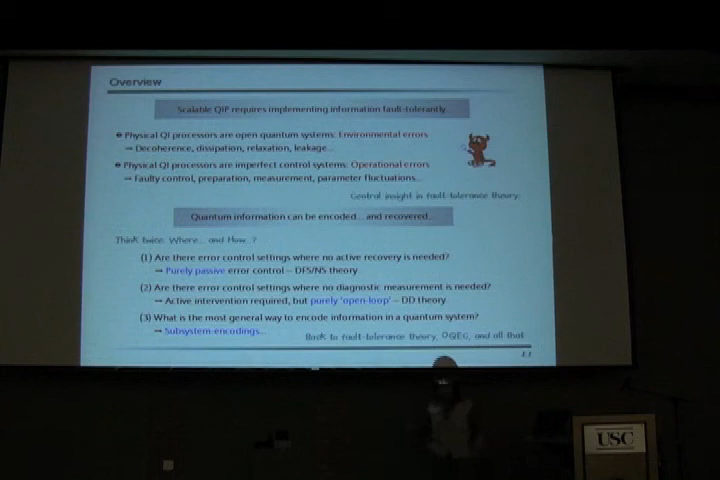 Overview
Scalable QIP requires implementing information fault-tolerantly...
Physical QI processors are open quantum systems: Environmental errors
→ Decoherence, dissipation, relaxation, leakage...
Physical QI processors are imperfect control systems: Operational errors
→ Faulty control, preparation, measurement, parameter fluctuations...
Central insight in fault-tolerance theory:
Quantum information can be encoded... and recovered...
Think twice: Where... and How...?
(1) Are there error control settings where no active recovery is needed?
→ Purely passive error control – DFS/NS theory
(2) Are there error control settings where no diagnostic measurement is needed?
→ Active intervention required, but purely 'open-loop' – DD theory
(3) What is the most general way to encode information in a quantum system?
→ Subsystem-encodings...
Back to fault-tolerance theory, OQEC, and all that...
USC